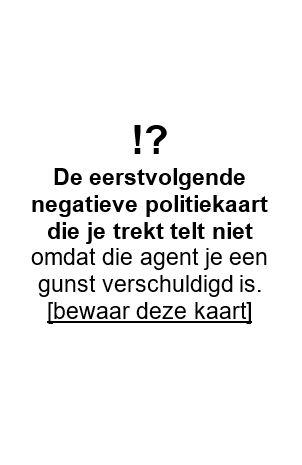 !?
De eerstvolgende
negatieve politiekaart
die je trekt telt niet
omdat die agent je een
gunst verschuldigd is.
[bewaar deze kaart]